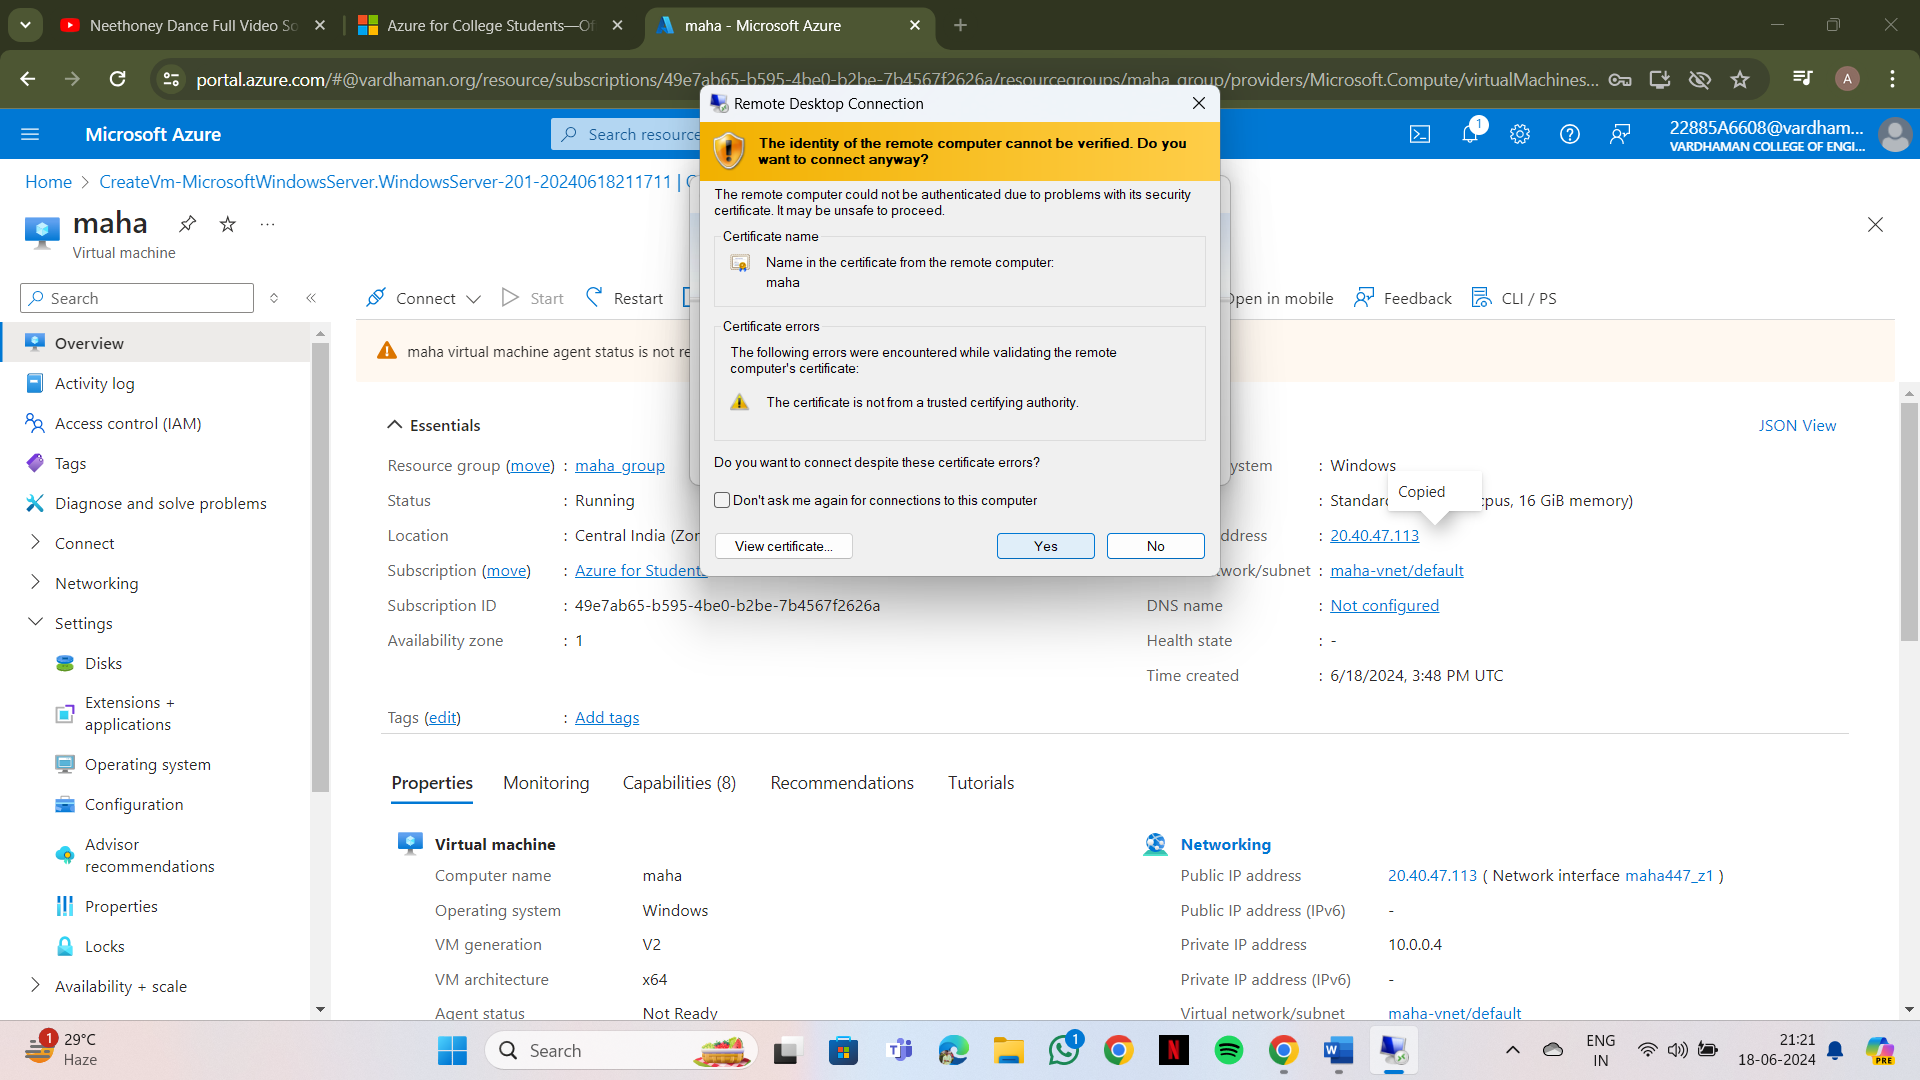 Neethoney Dance Full Video So
Azure for College Students—Of
maha - Microsoft Azure
portal.azure.com/#@vardhaman.org/resource/subscriptions/49e7ab65-b595-4be0-b2be-7b4567f2626a/resourcegroups/maha_group/providers/Microsoft.Compute/virtualMachines...
A
Microsoft Azure
Search resource
1
22885A6608@vardham...
VARDHAMAN COLLEGE OF ENGI...
Home > CreateVm-MicrosoftWindowsServer.WindowsServer-201-20240618211711 |
maha
Virtual machine
Search
Connect
Start
Restart
Open in mobile
Feedback
CLI / PS
maha virtual machine agent status is not re
Remote Desktop Connection
The identity of the remote computer cannot be verified. Do you
want to connect anyway?
The remote computer could not be authenticated due to problems with its security
certificate. It may be unsafe to proceed.
Certificate name
Name in the certificate from the remote computer:
maha
Certificate errors
The following errors were encountered while validating the remote
computer's certificate:
The certificate is not from a trusted certifying authority.
Do you want to connect despite these certificate errors?
Don't ask me again for connections to this computer
View certificate...
Yes
No
Overview
Activity log
Access control (IAM)
Tags
Diagnose and solve problems
Connect
Networking
Settings
Disks
Extensions +
applications
Operating system
Configuration
Advisor
recommendations
Properties
Locks
Availability + scale
Essentials
JSON View
Resource group (move) : maha_group
Status : Running
Location : Central India (Zor
Subscription (move) : Azure for Student
Subscription ID : 49e7ab65-b595-4be0-b2be-7b4567f2626a
Availability zone : 1
ystem : Windows
Copied
: Standar cpus, 16 GiB memory)
ddress : 20.40.47.113
work/subnet : maha-vnet/default
DNS name : Not configured
Health state : -
Time created : 6/18/2024, 3:48 PM UTC
Tags (edit) : Add tags
Properties
Monitoring
Capabilities (8)
Recommendations
Tutorials
Virtual machine
Computer name maha
Operating system Windows
VM generation V2
VM architecture x64
Agent status Not Ready
Networking
Public IP address 20.40.47.113 ( Network interface maha447_z1 )
Public IP address (IPv6) -
Private IP address 10.0.0.4
Private IP address (IPv6) -
Virtual network/subnet maha-vnet/default
1
29°C
Haze
Search
1
N
W
ENG
IN
21:21
18-06-2024
PRE